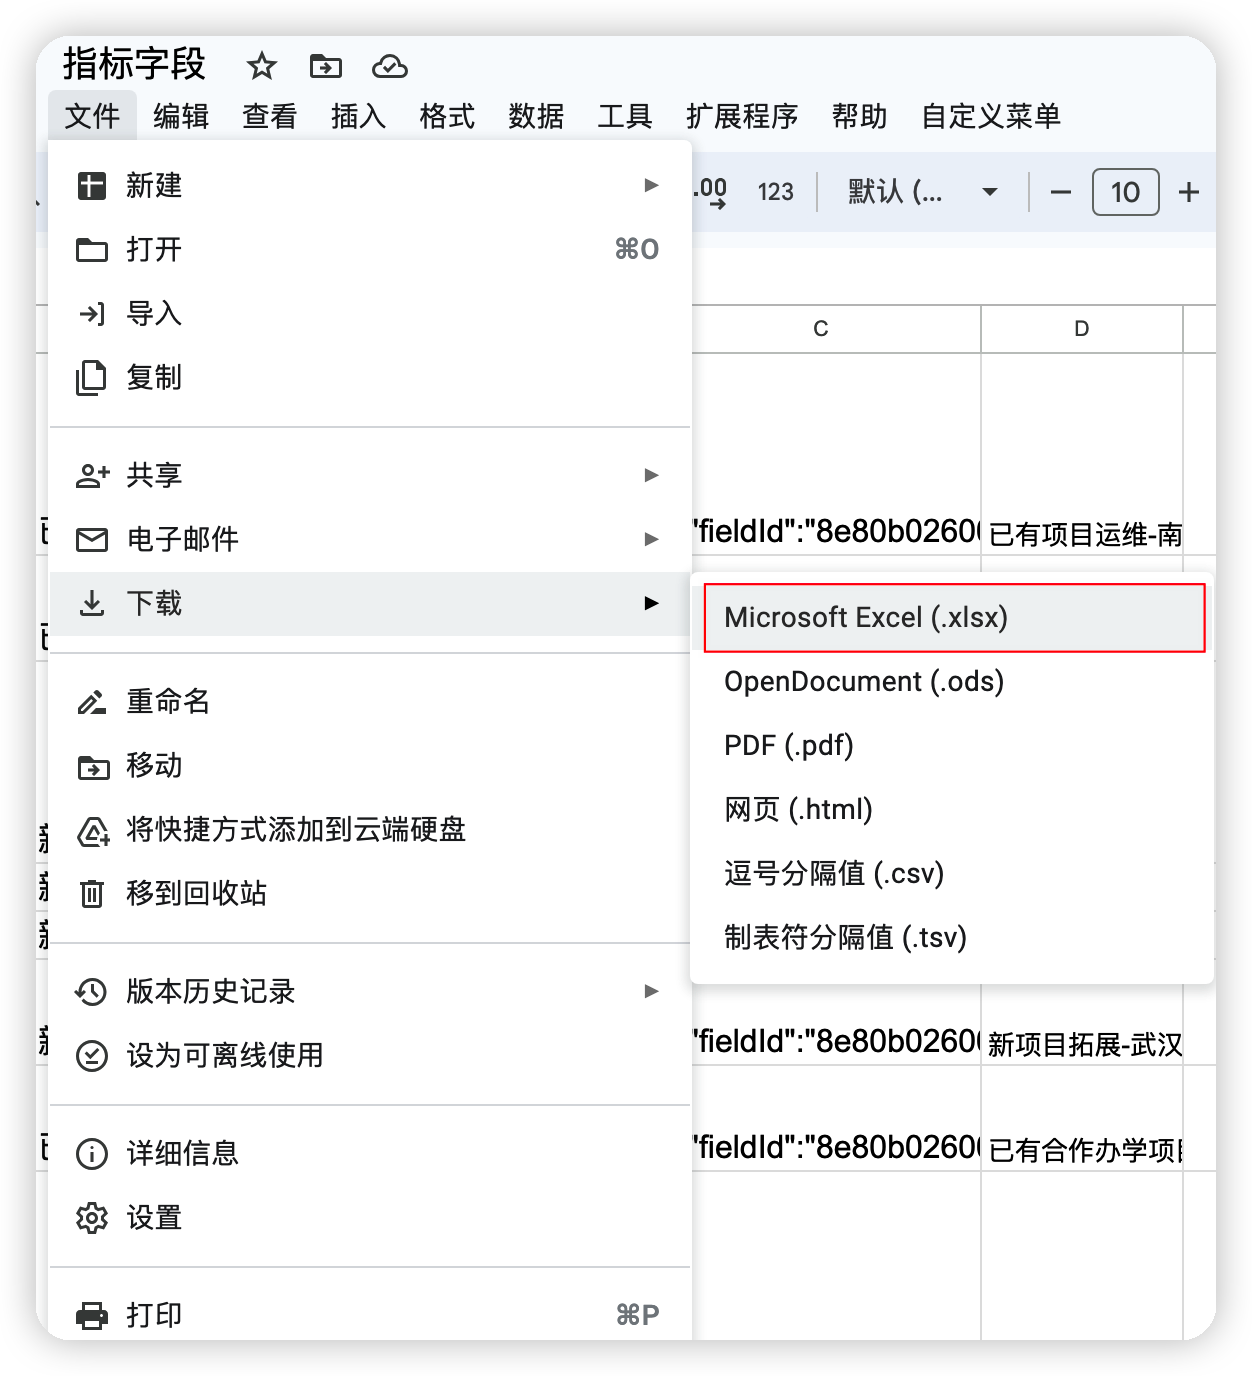 指标字段
文件 编辑 查看 插入 格式 数据 工具 扩展程序 帮助 自定义菜单
.00 123 默认 (... 10
新建
打开 ⌘O
导入
复制
共享
电子邮件
下载
重命名
移动
将快捷方式添加到云端硬盘
移到回收站
版本历史记录
设为可离线使用
详细信息
设置
打印 ⌘P
Microsoft Excel (.xlsx)
OpenDocument (.ods)
PDF (.pdf)
网页 (.html)
逗号分隔值 (.csv)
制表符分隔值 (.tsv)
C D
"fieldId":"8e80b0260 已有项目运维-南
"fieldId":"8e80b0260 新项目拓展-武汉
"fieldId":"8e80b0260 已有合作办学项